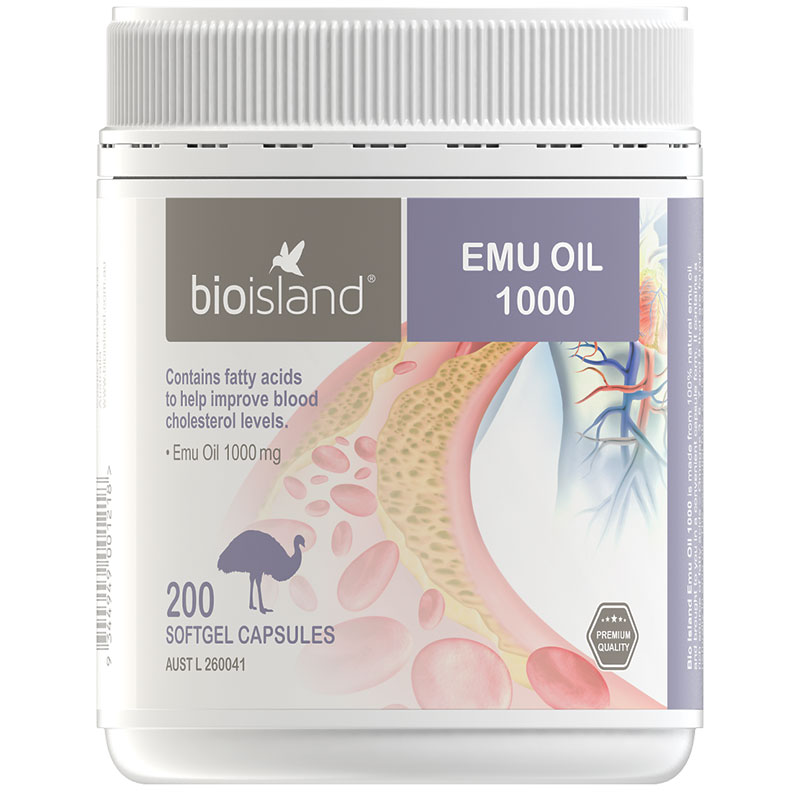 bioisland®
EMU OIL
1000
Contains fatty acids
to help improve blood
cholesterol levels.
• Emu Oil 1000 mg
200
SOFTGEL CAPSULES
AUST L 260041
PREMIUM
QUALITY
Bio Island Emu Oil 1000 is made from 100% natural emu oil